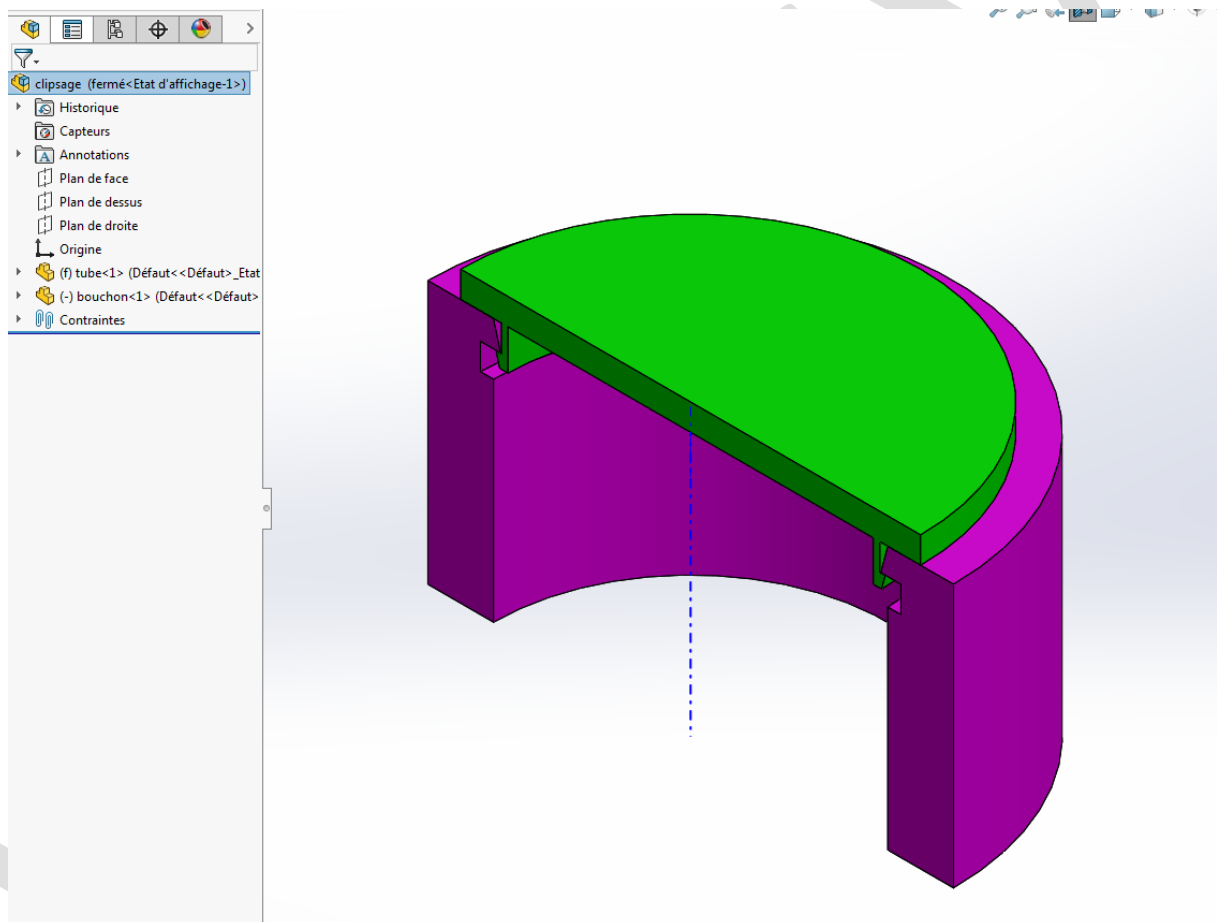 clipsage (fermé<Etat d'affichage-1>)
Historique
Capteurs
Annotations
Plan de face
Plan de dessus
Plan de droite
Origine
(f) tube<1> (Défaut<<Défaut>_Etat
(-) bouchon<1> (Défaut<<Défaut>
Contraintes